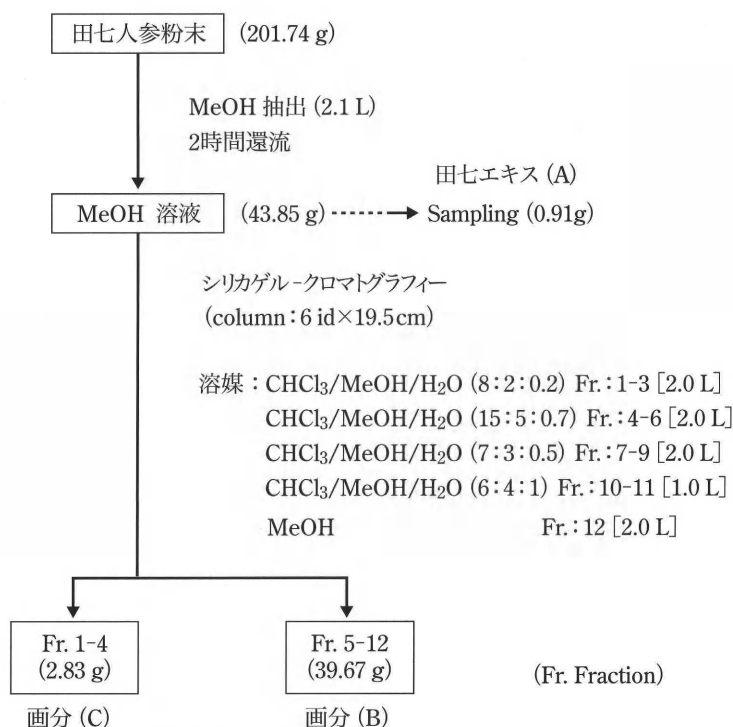 田七人参粉末 (201.74 g)
MeOH 抽出 (2.1 L)
2時間還流
田七エキス (A)
MeOH 溶液 (43.85 g) Sampling (0.91g)
シリカゲル-クロマトグラフィー
(column:6 id×19.5cm)
溶媒:CHCl₃/MeOH/H₂O (8:2:0.2) Fr.:1-3 [2.0 L]
CHCl₃/MeOH/H₂O (15:5:0.7) Fr.:4-6 [2.0 L]
CHCl₃/MeOH/H₂O (7:3:0.5) Fr.:7-9 [2.0 L]
CHCl₃/MeOH/H₂O (6:4:1) Fr.:10-11 [1.0 L]
MeOH Fr.:12 [2.0 L]
Fr. 1-4
(2.83 g)
画分 (C)
Fr. 5-12
(39.67 g)
画分 (B)
(Fr. Fraction)